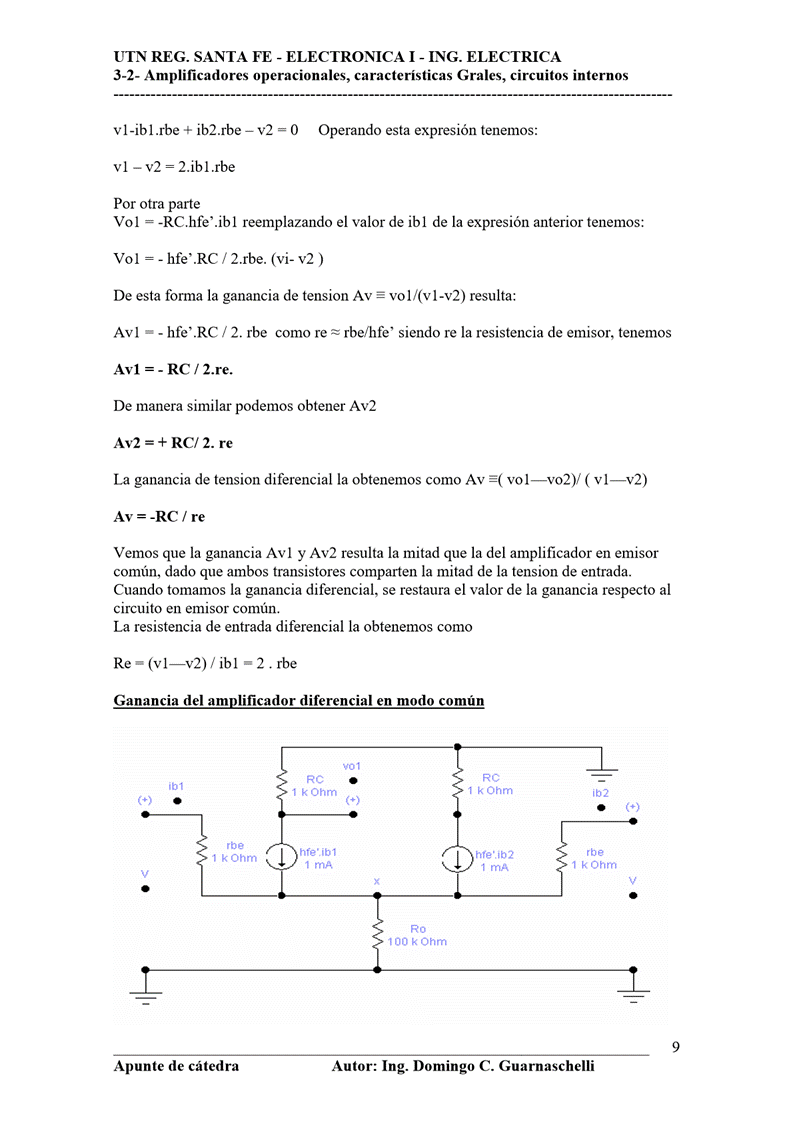 UTN REG. SANTA FE - ELECTRONICA I - ING. ELECTRICA
3-2- Amplificadores operacionales, características Grales, circuitos internos
--------------------------------------------------------------------------------------------------------
v1-ib1.rbe + ib2.rbe – v2 = 0 Operando esta expresión tenemos:
v1 – v2 = 2.ib1.rbe
Por otra parte
Vo1 = -RC.hfe’.ib1 reemplazando el valor de ib1 de la expresión anterior tenemos:
Vo1 = - hfe’.RC / 2.rbe. (vi- v2 )
De esta forma la ganancia de tension Av ≡ vo1/(v1-v2) resulta:
Av1 = - hfe’.RC / 2. rbe como re ≈ rbe/hfe’ siendo re la resistencia de emisor, tenemos
Av1 = - RC / 2.re.
De manera similar podemos obtener Av2
Av2 = + RC/ 2. re
La ganancia de tension diferencial la obtenemos como Av ≡( vo1—vo2)/ ( v1—v2)
Av = -RC / re
Vemos que la ganancia Av1 y Av2 resulta la mitad que la del amplificador en emisor
común, dado que ambos transistores comparten la mitad de la tension de entrada.
Cuando tomamos la ganancia diferencial, se restaura el valor de la ganancia respecto al
circuito en emisor común.
La resistencia de entrada diferencial la obtenemos como
Re = (v1—v2) / ib1 = 2 . rbe
Ganancia del amplificador diferencial en modo común
vo1
ib1
RC
1 k Ohm
(+)
(+)
RC
1 k Ohm
ib2
(+)
rbe
1 k Ohm
hfe'.ib1
1 mA
hfe'.ib2
1 mA
rbe
1 k Ohm
V
x
V
Ro
100 k Ohm
9
Apunte de cátedra Autor: Ing. Domingo C. Guarnaschelli